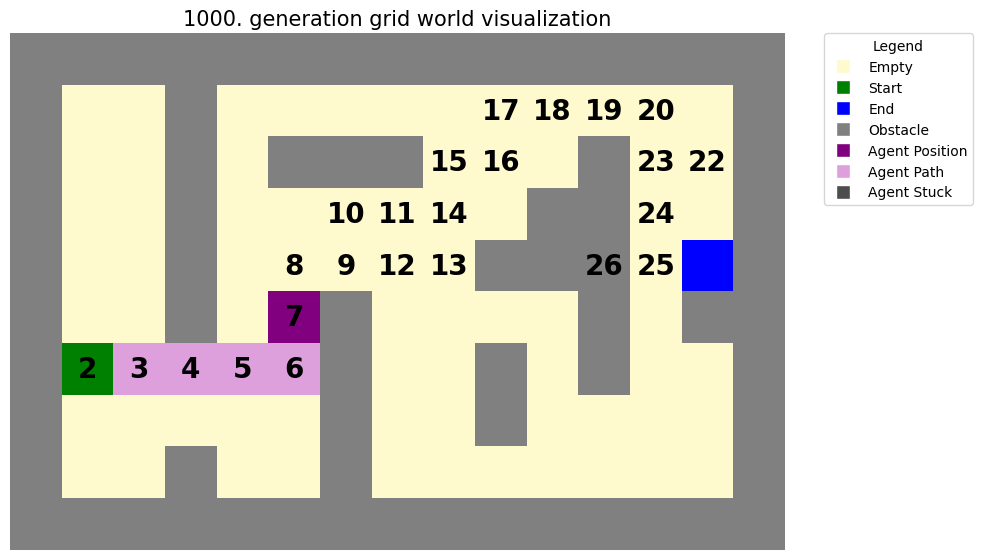 1000. generation grid world visualization
17 18 19 20
15 16 23 22
10 11 14 24
8 9 12 13 26 25
7
2 3 4 5 6
Legend
Empty
Start
End
Obstacle
Agent Position
Agent Path
Agent Stuck